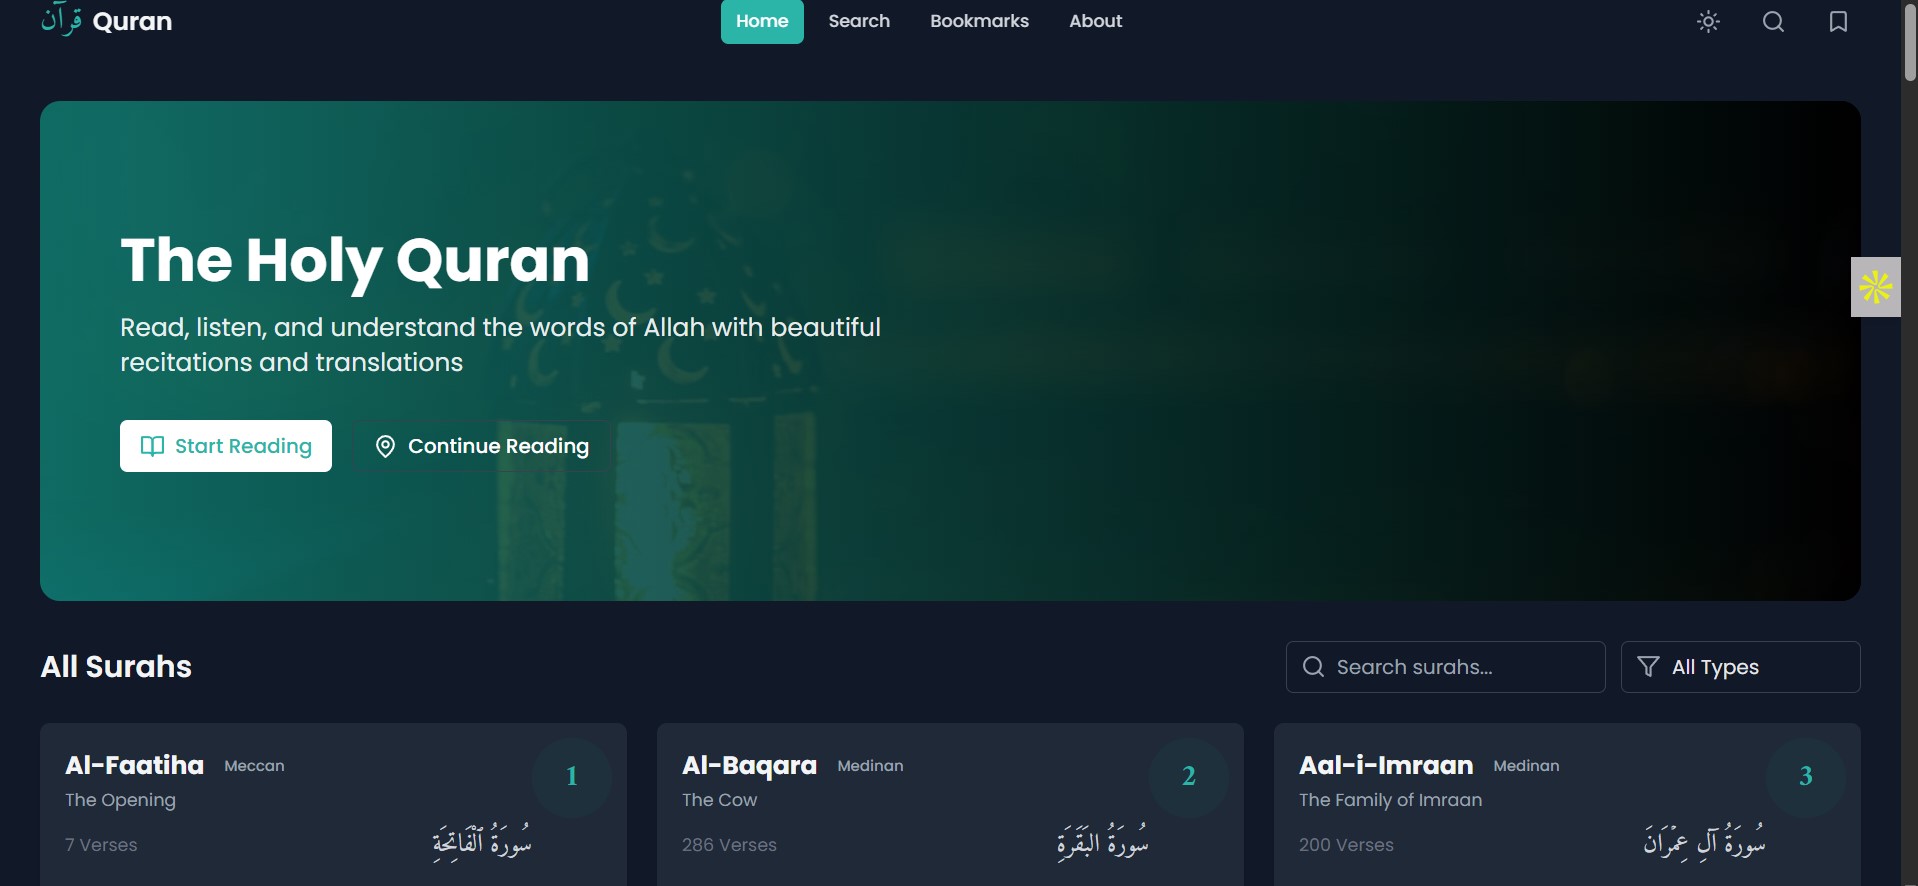 قرآن Quran
Home Search Bookmarks About
The Holy Quran
Read, listen, and understand the words of Allah with beautiful
recitations and translations
Start Reading Continue Reading
All Surahs
Search surahs...
All Types
Al-Faatiha Meccan
1
The Opening
7 Verses
سُورَةُ ٱلْفَاتِحَةِ
Al-Baqara Medinan
2
The Cow
286 Verses
سُورَةُ البَقَرَةِ
Aal-i-Imraan Medinan
3
The Family of Imraan
200 Verses
سُورَةُ آلِ عِمۡرَانَ